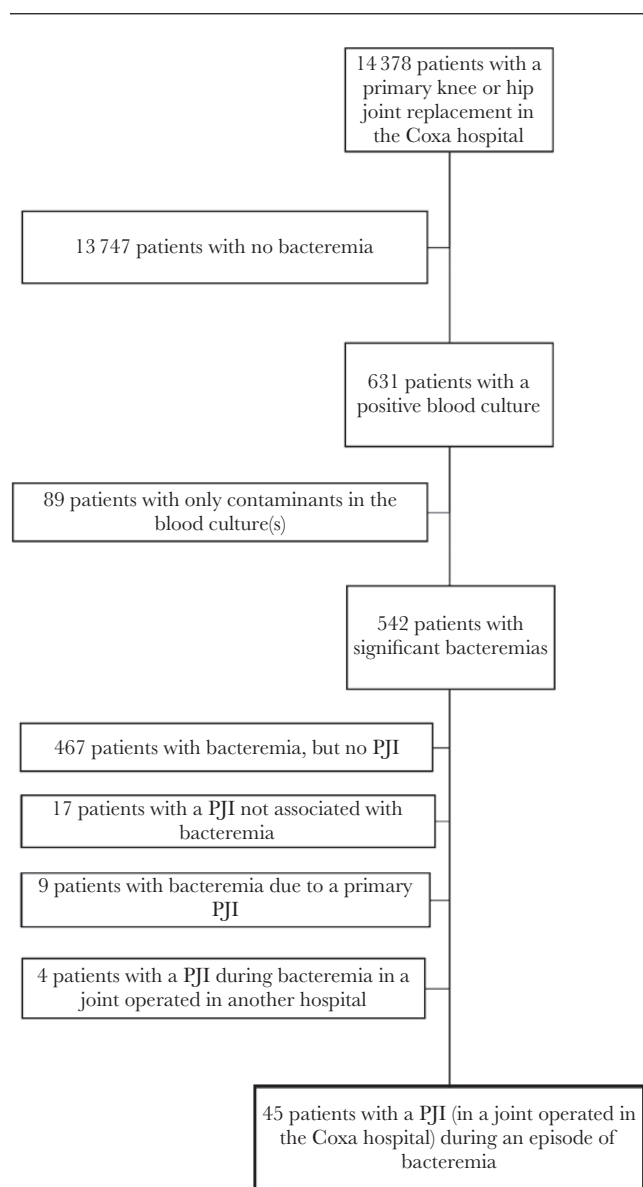 14 378 patients with a
primary knee or hip
joint replacement in
the Coxa hospital
13 747 patients with no bacteremia
631 patients with a
positive blood culture
89 patients with only contaminants in the
blood culture(s)
542 patients with
significant bacteremias
467 patients with bacteremia, but no PJI
17 patients with a PJI not associated with
bacteremia
9 patients with bacteremia due to a primary
PJI
4 patients with a PJI during bacteremia in a
joint operated in another hospital
45 patients with a PJI (in a joint operated in
the Coxa hospital) during an episode of
bacteremia